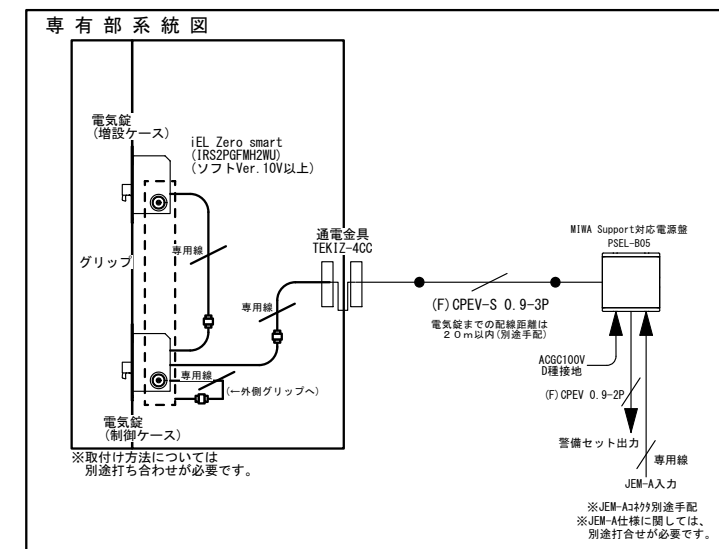 専有部系統図
電気錠
(増設ケース)
iEL Zero smart
(IRS2PGFMH2WU)
(ソフトVer.10V以上)
グリップ
専用線
専用線
専用線
(←外側グリップへ)
電気錠
(制御ケース)
※取付け方法については
別途打ち合わせが必要です。
通電金具
TEKIZ-4CC
(F)CPEV-S 0.9-3P
電気錠までの配線距離は
20m以内(別途手配)
MIWA Support対応電源盤
PSEL-B05
ACGC100V
D種接地
(F)CPEV 0.9-2P
警備セット出力
専用線
JEM-A入力
※JEM-Aコネクタ別途手配
※JEM-A仕様に関しては、
別途打合せが必要です。